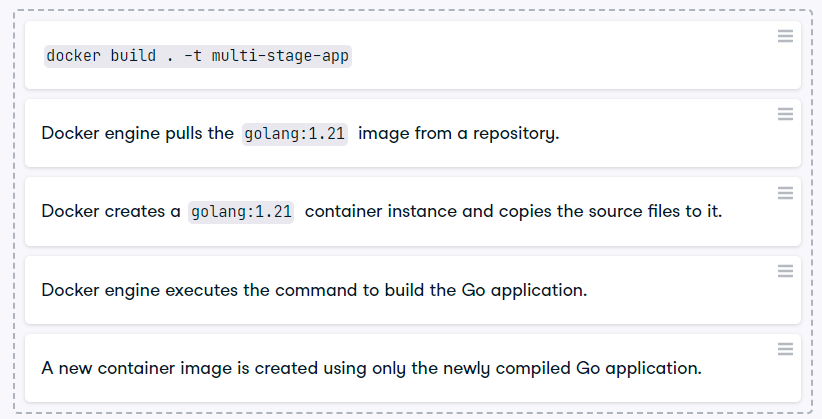 docker build . -t multi-stage-app
Docker engine pulls the golang:1.21 image from a repository.
Docker creates a golang:1.21 container instance and copies the source files to it.
Docker engine executes the command to build the Go application.
A new container image is created using only the newly compiled Go application.